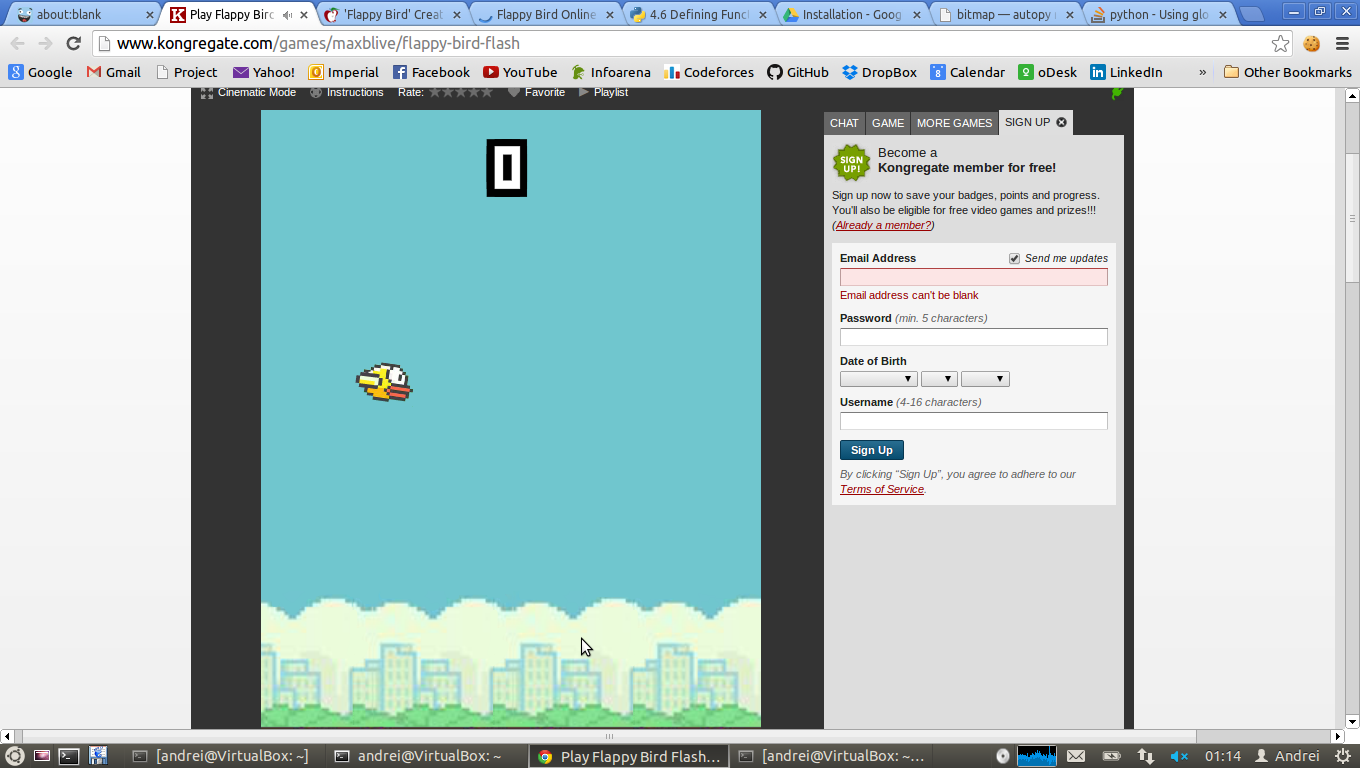 about:blank
Play Flappy Bird
'Flappy Bird' Creat
Flappy Bird Online
4.6 Defining Func
Installation - Goog
bitmap — autopy
python - Using glo
www.kongregate.com/games/maxblive/flappy-bird-flash
Google
Gmail
Project
Yahoo!
Imperial
Facebook
YouTube
Infoarena
Codeforces
GitHub
DropBox
Calendar
oDesk
LinkedIn
»
Other Bookmarks
Cinematic Mode
Instructions
Rate:
Favorite
Playlist
0
CHAT
GAME
MORE GAMES
SIGN UP
SIGN UP!
Become a
Kongregate member for free!
Sign up now to save your badges, points and progress.
You'll also be eligible for free video games and prizes!!!
(Already a member?)
Email Address
Send me updates
Email address can't be blank
Password (min. 5 characters)
Date of Birth
Username (4-16 characters)
Sign Up
By clicking “Sign Up”, you agree to adhere to our
Terms of Service.
[andrei@VirtualBox: ~]
andrei@VirtualBox: ~
Play Flappy Bird Flash...
[andrei@VirtualBox: ~...
01:14
Andrei